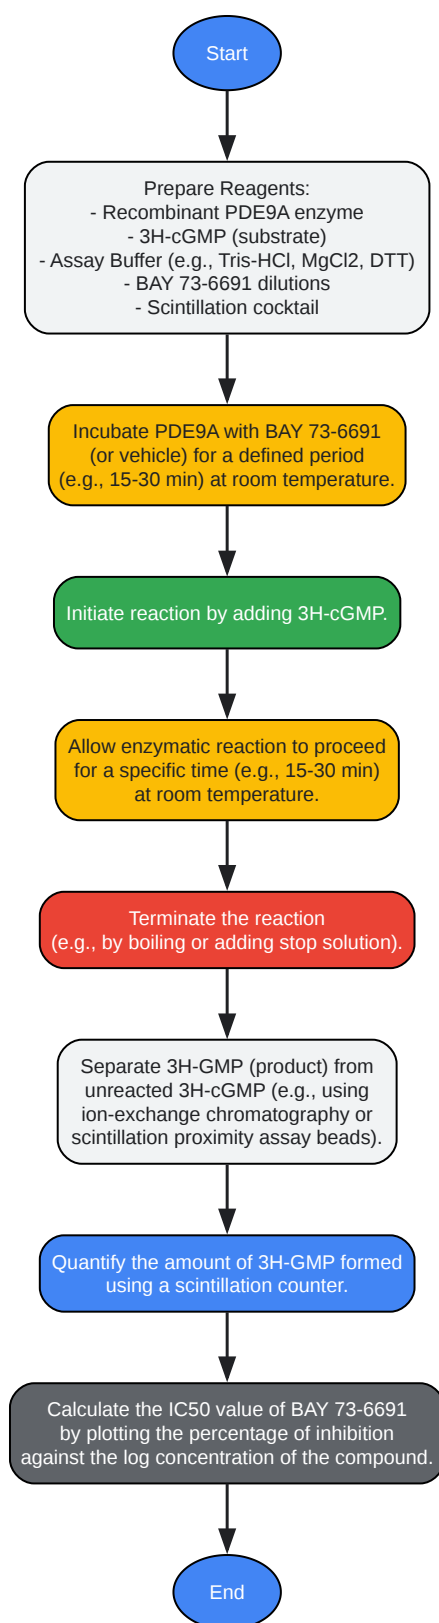 Start
Prepare Reagents:
- Recombinant PDE9A enzyme
- 3H-cGMP (substrate)
- Assay Buffer (e.g., Tris-HCl, MgCl2, DTT)
- BAY 73-6691 dilutions
- Scintillation cocktail
Incubate PDE9A with BAY 73-6691
(or vehicle) for a defined period
(e.g., 15-30 min) at room temperature.
Initiate reaction by adding 3H-cGMP.
Allow enzymatic reaction to proceed
for a specific time (e.g., 15-30 min)
at room temperature.
Terminate the reaction
(e.g., by boiling or adding stop solution).
Separate 3H-GMP (product) from
unreacted 3H-cGMP (e.g., using
ion-exchange chromatography or
scintillation proximity assay beads).
Quantify the amount of 3H-GMP formed
using a scintillation counter.
Calculate the IC50 value of BAY 73-6691
by plotting the percentage of inhibition
against the log concentration of the compound.
End